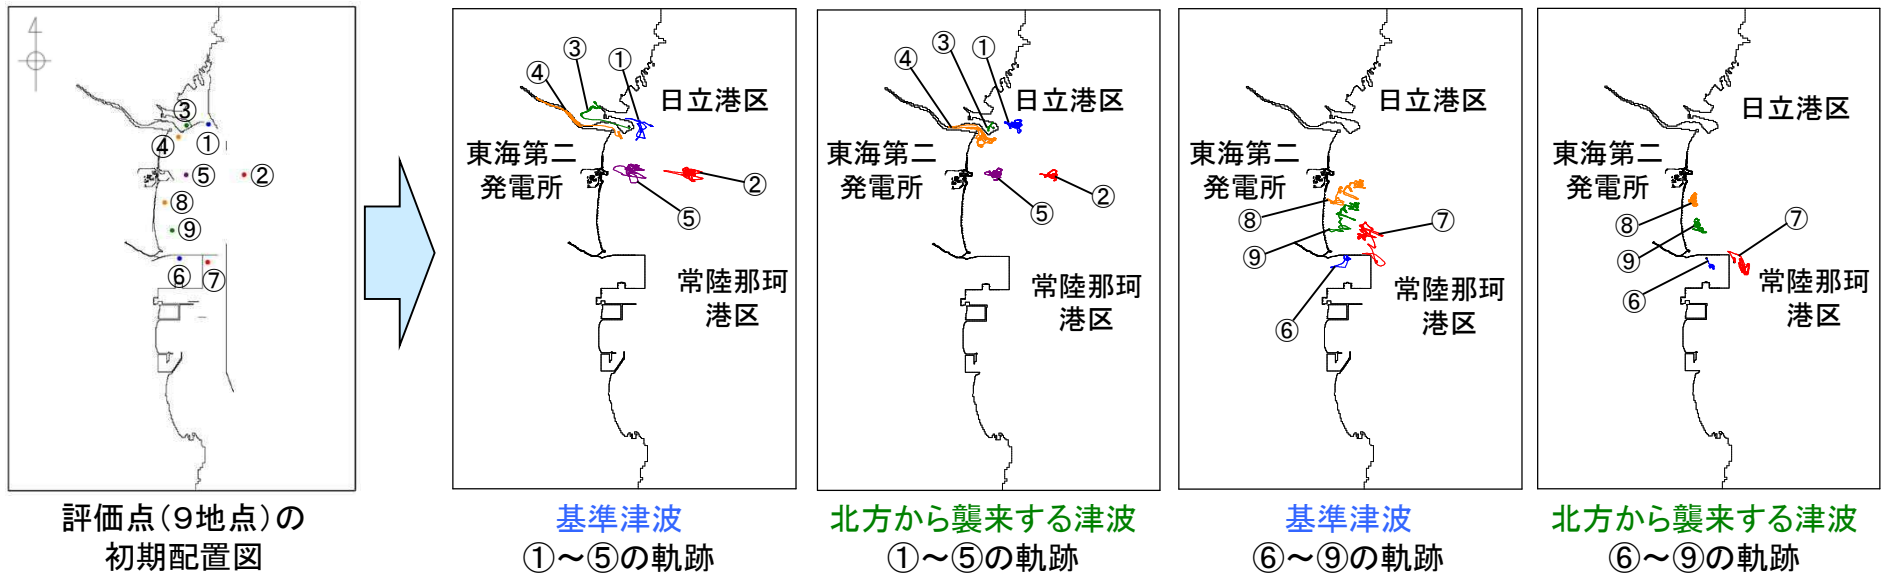 4
③
④
①
⑤
②
⑧
⑨
⑥
⑦
評価点(9地点)の
初期配置図
③
①
④
日立港区
東海第二
発電所
②
⑤
常陸那珂
港区
基準津波
①～⑤の軌跡
③
①
④
日立港区
東海第二
発電所
②
⑤
常陸那珂
港区
北方から襲来する津波
①～⑤の軌跡
日立港区
東海第二
発電所
⑧
⑦
⑨
常陸那珂
港区
⑥
基準津波
⑥～⑨の軌跡
日立港区
東海第二
発電所
⑧
⑦
⑨
常陸那珂
港区
⑥
北方から襲来する津波
⑥～⑨の軌跡